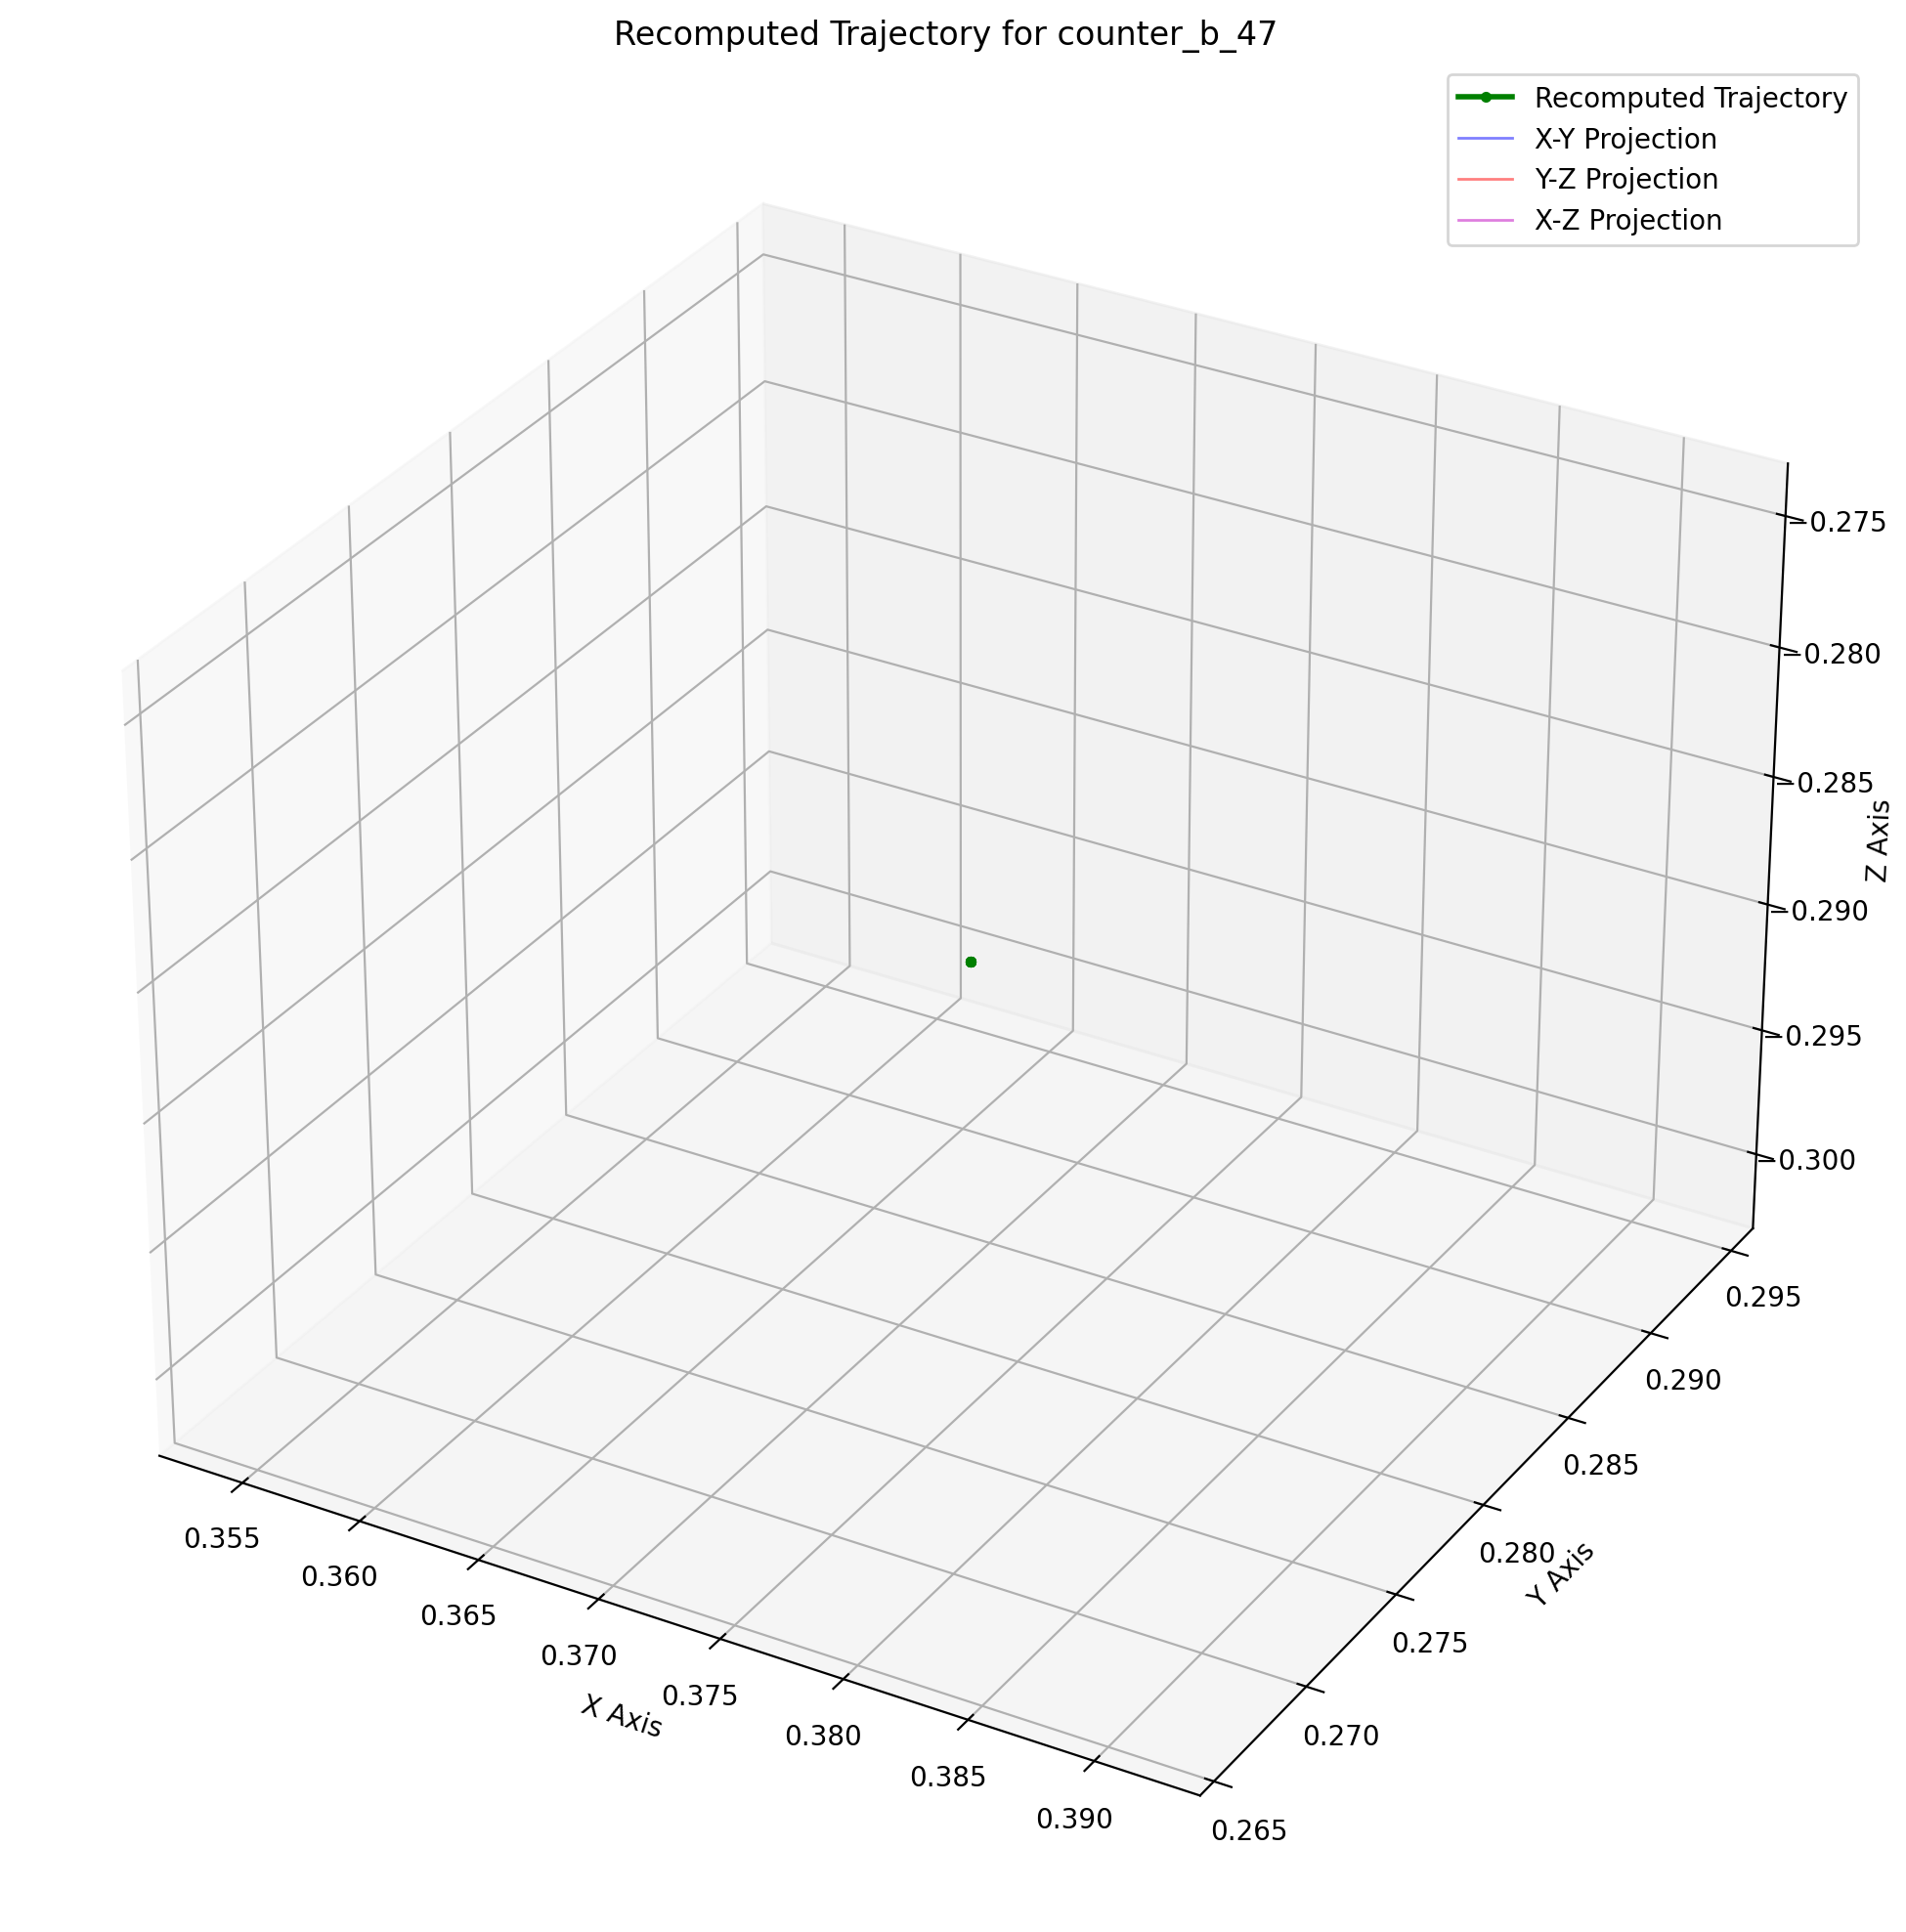 Recomputed Trajectory for counter_b_47
Recomputed Trajectory
X-Y Projection
Y-Z Projection
X-Z Projection
−0.275
−0.280
−0.285
−0.290
−0.295
−0.300
Z Axis
0.295
0.290
0.285
0.280
0.275
0.270
0.265
Y Axis
0.355
0.360
0.365
0.370
0.375
0.380
0.385
0.390
X Axis